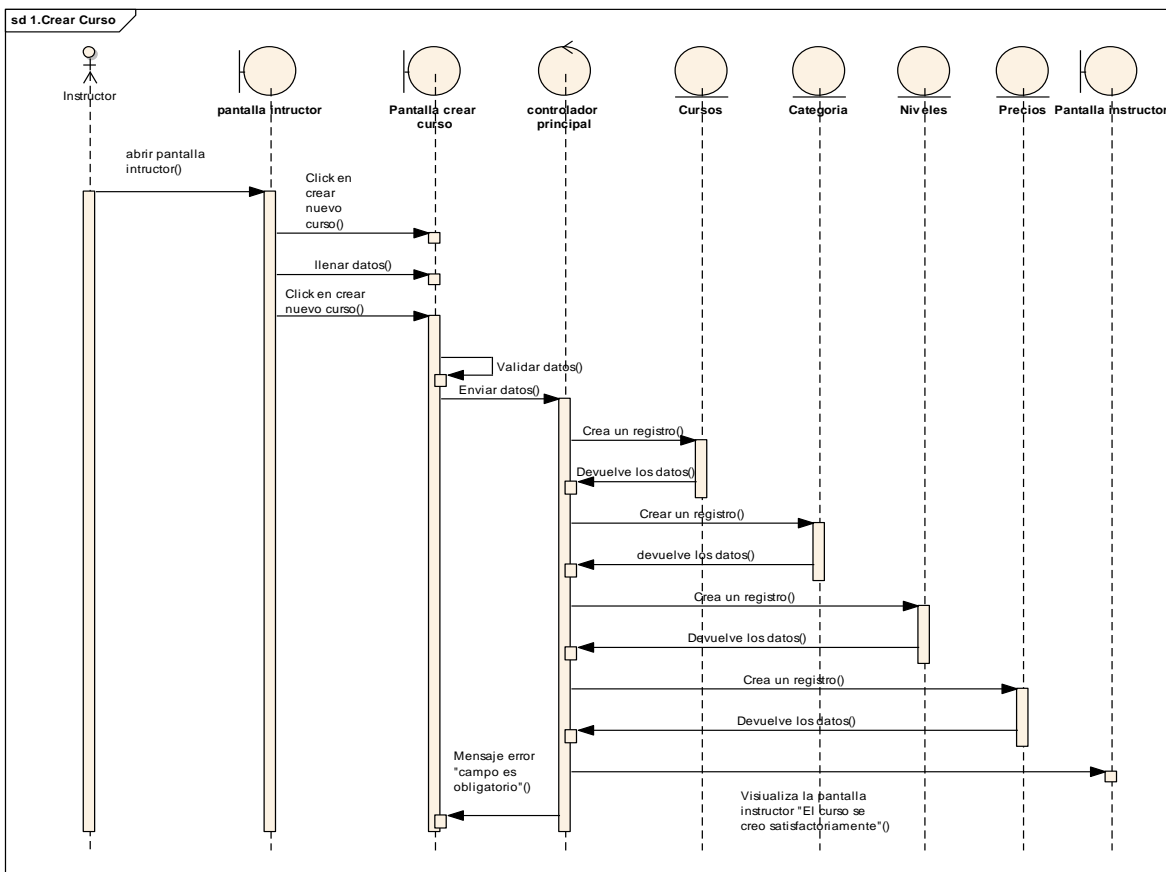 sd 1.Crear Curso
Instructor
pantalla intructor
Pantalla crear
curso
controlador
principal
Cursos
Categoria
Niveles
Precios
Pantalla instructor
abrir pantalla
intructor()
Click en
crear
nuevo
curso()
llenar datos()
Click en crear
nuevo curso()
Validar datos()
Enviar datos()
Crea un registro()
Devuelve los datos()
Crear un registro()
devuelve los datos()
Crea un registro()
Devuelve los datos()
Crea un registro()
Devuelve los datos()
Mensaje error
"campo es
obligatorio"()
Visiualiza la pantalla
instructor "El curso se
creo satisfactoriamente"()